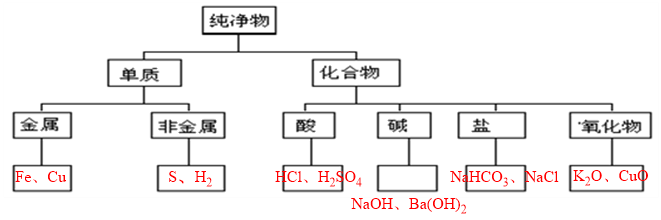 纯净物
单质 化合物
金属 非金属 酸 碱 盐 氧化物
Fe、Cu S、H₂ HCl、H₂SO₄ NaHCO₃、NaCl K₂O、CuO
NaOH、Ba(OH)₂